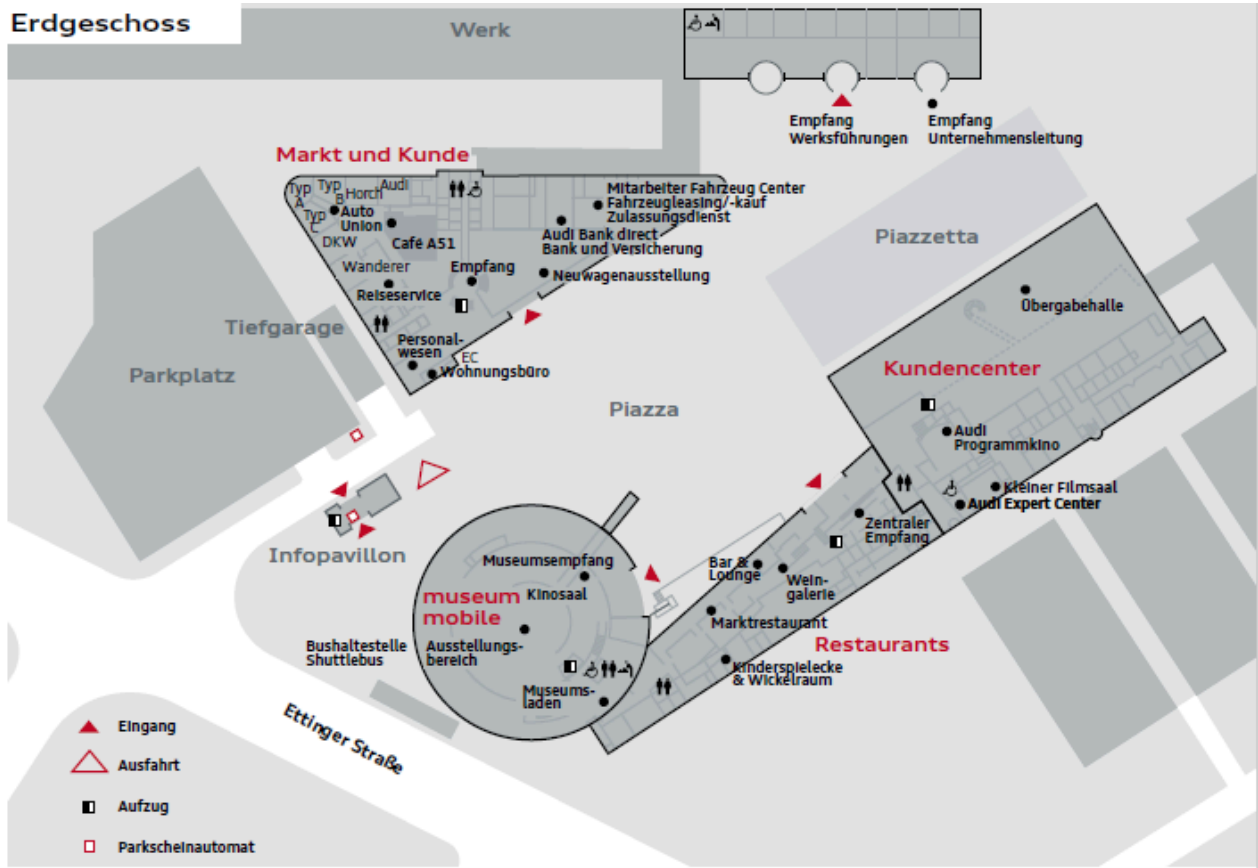 Erdgeschoss
Werk
Empfang
Werksführungen
Empfang
Unternehmensleitung
Markt und Kunde
Typ
A
Typ
B
Horch
Audi
Typ
C
Auto
Union
DKW
Café A51
Mitarbeiter Fahrzeug Center
Fahrzeugleasing/-kauf
Zulassungsdienst
Audi Bank direct
Bank und Versicherung
Wanderer
Empfang
Neuwagenausstellung
Reiseservice
Personal-
wesen
EC
Wohnungsbüro
Piazzetta
Übergabehalle
Tiefgarage
Parkplatz
Piazza
Kundencenter
Audi
Programmkino
Kleiner Filmsaal
Audi Expert Center
Zentraler
Empfang
Infopavillon
Museumsempfang
Kinosaal
museum
mobile
Ausstellungs-
bereich
Museums-
laden
Bar &
Lounge
Wein-
galerie
Marktrestaurant
Restaurants
Kinderspielecke
& Wickelraum
Bushaltestelle
Shuttlebus
Ettinger Straße
Eingang
Ausfahrt
Aufzug
Parkscheinautomat